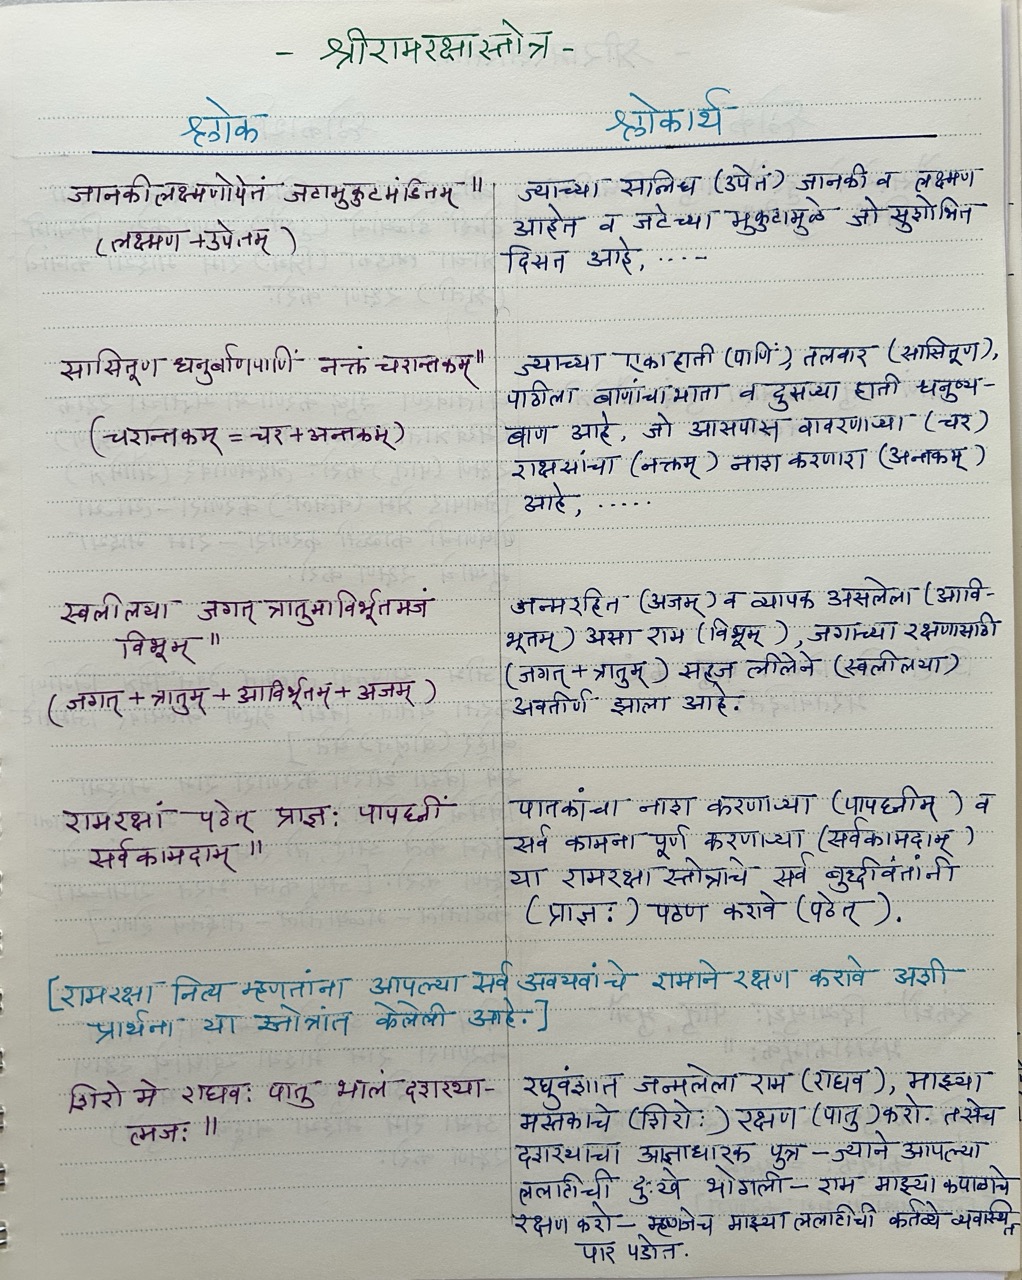 - श्रीरामरक्षास्तोत्र -
श्लोक
श्लोकार्थ
जानकीलक्ष्मणोपेतं जटामुकुटमंडितम् ॥
(लक्ष्मण + उपेतम्)
ज्याच्या सानिध (उपेतं) जानकी व लक्ष्मण
आहेत व जटेच्या मुकुटामुळे जो सुशोभित
दिसत आहे, ....-
सासितूण धनुर्बाणपाणिं नक्तं चरान्तकम् ॥
(चरान्तकम् = चर + अन्तकम्)
ज्याच्या एका हाती (पाणिं), तलवार (सासितूण),
पाठीला बाणांचा भाता व दुसऱ्या हाती धनुष्य-
बाण आहे, जो आसपास वावरणाऱ्या (चर)
राक्षसांचा (नक्तम्) नाश करणारा (अन्तकम्)
आहे, .....
स्वलीलया जगत् त्रातुमाविर्भूतमजं
विभूम् ॥
(जगत् + त्रातुम् + आविर्भूतम् + अजम्)
जन्मरहित (अजम्) व व्यापक असलेला (आवि-
भूतम्) असा राम (विभूम्), जगाच्या रक्षणासाठी
(जगत् + त्रातुम्) सहज लीलेने (स्वलीलया)
अवतीर्ण झाला आहे.
रामरक्षां पठेत् प्राज्ञः पापघ्नीं
सर्वकामदाम् ॥
पातकांचा नाश करणाऱ्या (पापघ्नीम्) व
सर्व कामना पूर्ण करणाऱ्या (सर्वकामदाम्)
या रामरक्षा स्तोत्राचे सर्व बुद्धीवंतांनी
(प्राज्ञः) पठण करावे (पठेत्).
[रामरक्षा नित्य म्हणतांना आपल्या सर्व अवयवांचे रामाने रक्षण करावे अशी
प्रार्थना या स्तोत्रात केलेली आहे.]
शिरो मे राघवः पातु भालं दशरथा-
त्मजः ॥
रघुवंशात जन्मलेला राम (राघव), माझ्या
मस्तकाचे (शिरोः) रक्षण (पातु) करो. तसेच
दशरथाचा आज्ञाधारक पुत्र - ज्याने आपल्या
ललाटीची दुःखे भोगली - राम माझ्या कपाळाचे
रक्षण करो - म्हणजेच माझ्या ललाटीची कर्तव्ये व्यवस्थित
पार पडोत.